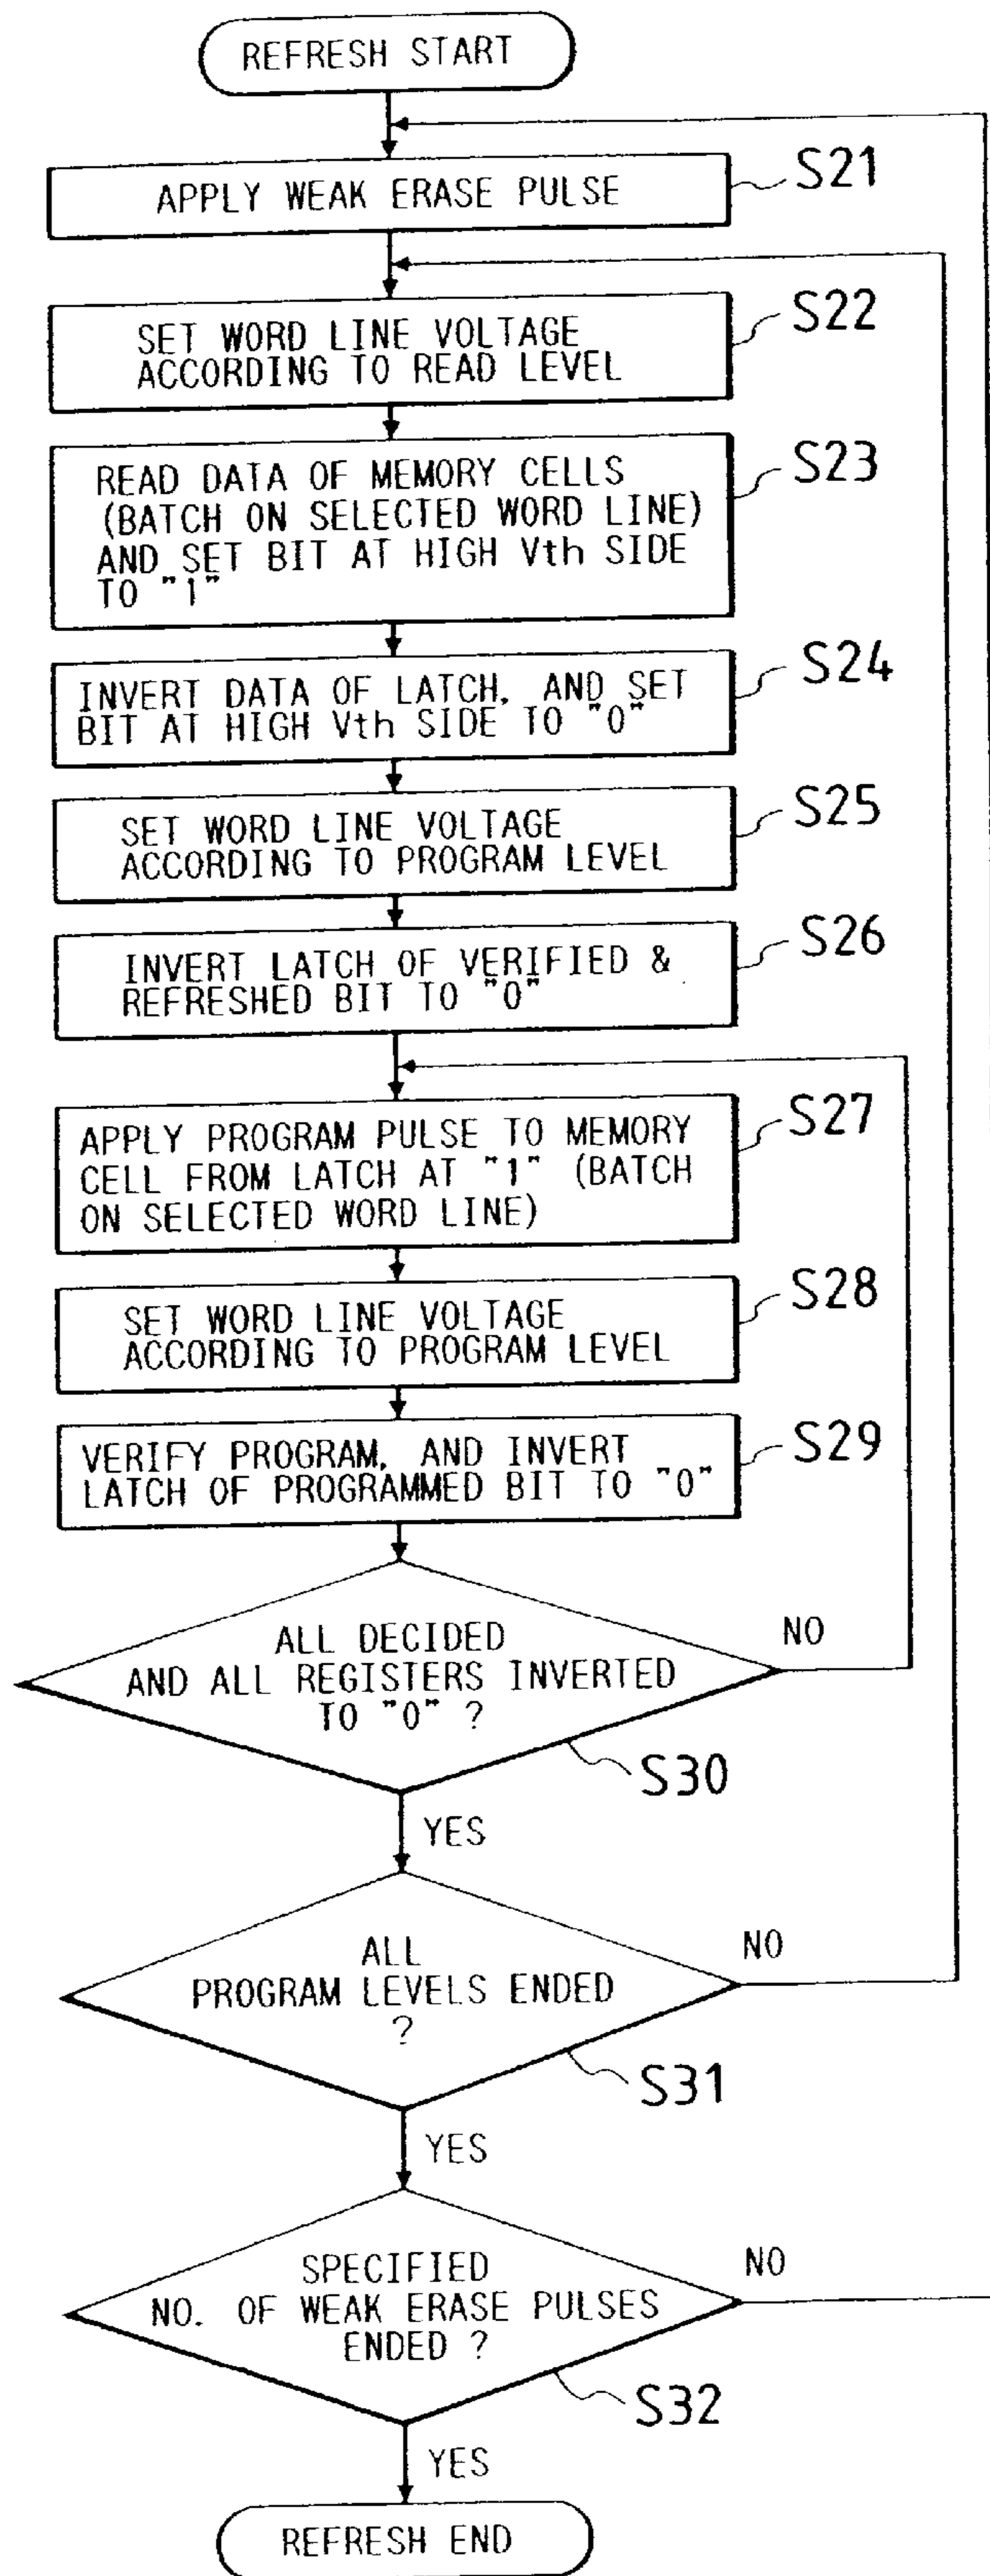 REFRESH START
APPLY WEAK ERASE PULSE
S21
SET WORD LINE VOLTAGE
ACCORDING TO READ LEVEL
S22
READ DATA OF MEMORY CELLS
(BATCH ON SELECTED WORD LINE)
AND SET BIT AT HIGH Vth SIDE
TO "1"
S23
INVERT DATA OF LATCH, AND SET
BIT AT HIGH Vth SIDE TO "0"
S24
SET WORD LINE VOLTAGE
ACCORDING TO PROGRAM LEVEL
S25
INVERT LATCH OF VERIFIED &
REFRESHED BIT TO "0"
S26
APPLY PROGRAM PULSE TO MEMORY
CELL FROM LATCH AT "1" (BATCH
ON SELECTED WORD LINE)
S27
SET WORD LINE VOLTAGE
ACCORDING TO PROGRAM LEVEL
S28
VERIFY PROGRAM, AND INVERT
LATCH OF PROGRAMMED BIT TO "0"
S29
ALL DECIDED
AND ALL REGISTERS INVERTED
TO "0" ?
NO
S30
YES
ALL
PROGRAM LEVELS ENDED
?
NO
S31
YES
SPECIFIED
NO. OF WEAK ERASE PULSES
ENDED ?
NO
S32
YES
REFRESH END